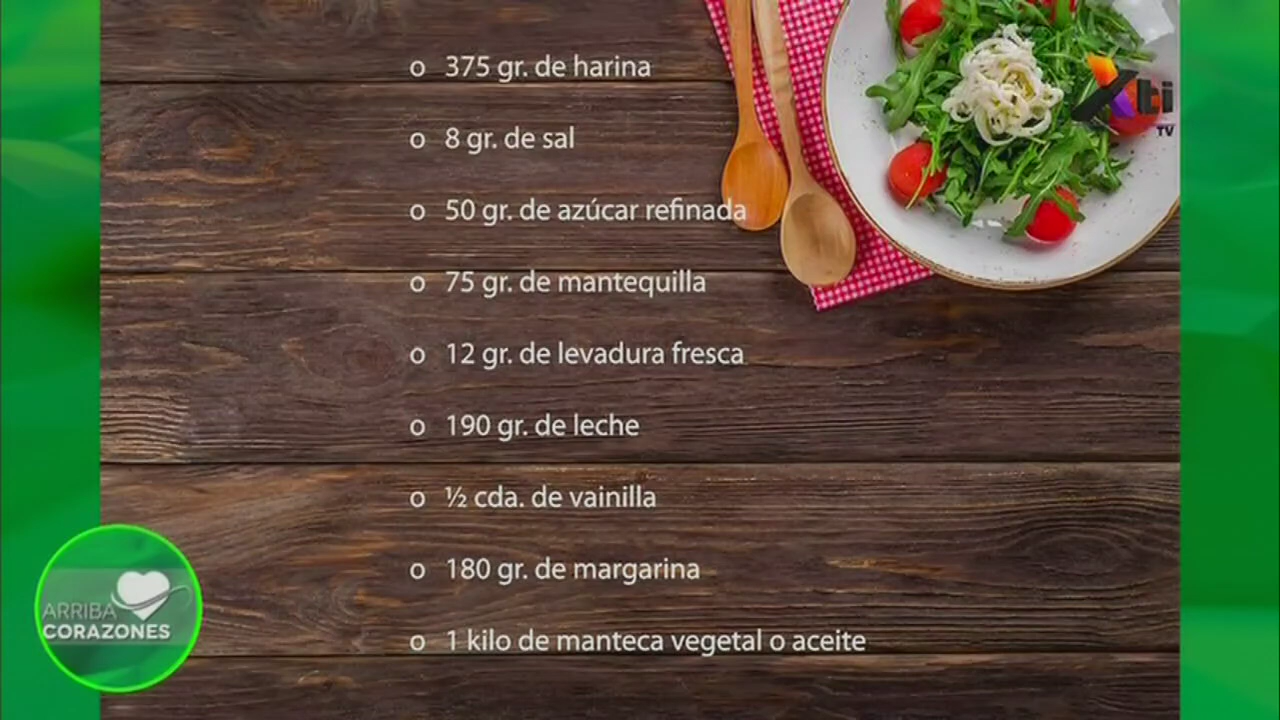 o 375 gr. de harina
o 8 gr. de sal
o 50 gr. de azúcar refinada
o 75 gr. de mantequilla
o 12 gr. de levadura fresca
o 190 gr. de leche
o ½ cda. de vainilla
o 180 gr. de margarina
o 1 kilo de manteca vegetal o aceite
Xti
TV
ARRIBA
CORAZONES